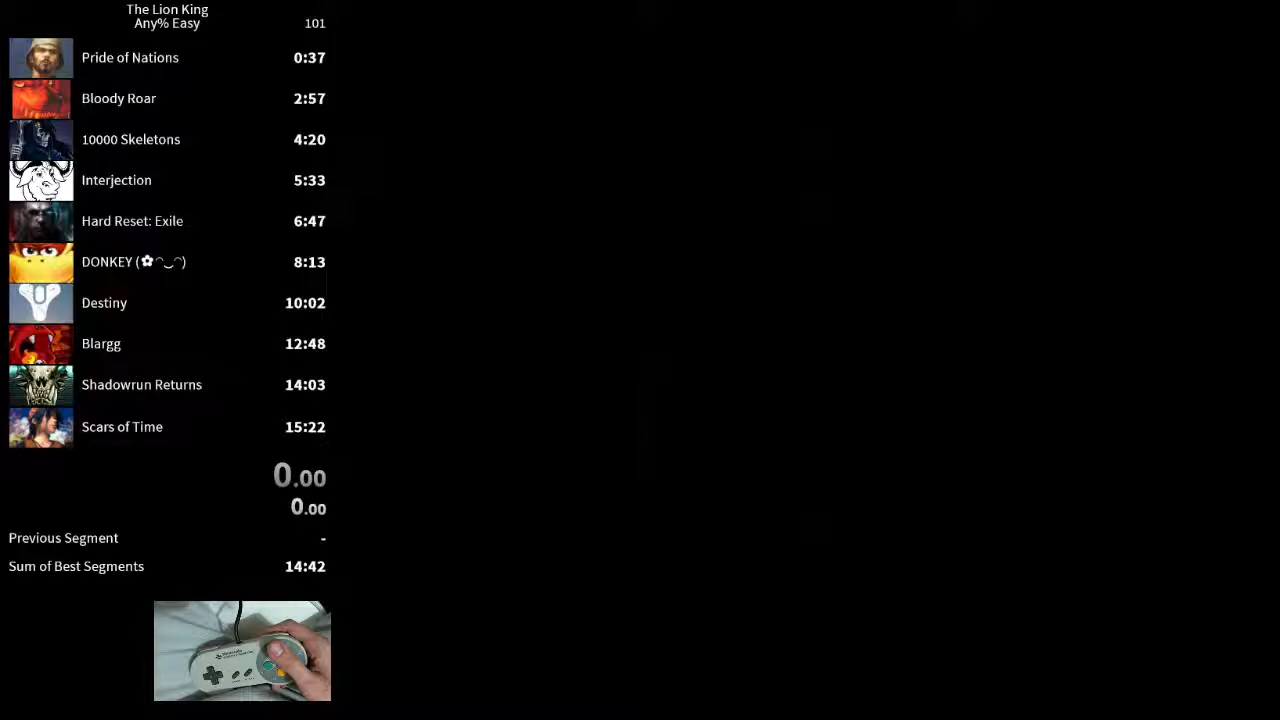 The Lion King
Any% Easy 101
Pride of Nations 0:37
Bloody Roar 2:57
10000 Skeletons 4:20
Interjection 5:33
Hard Reset: Exile 6:47
DONKEY (✿◠‿◠) 8:13
Destiny 10:02
Blargg 12:48
Shadowrun Returns 14:03
Scars of Time 15:22
0.00
0.00
Previous Segment -
Sum of Best Segments 14:42
Nintendo